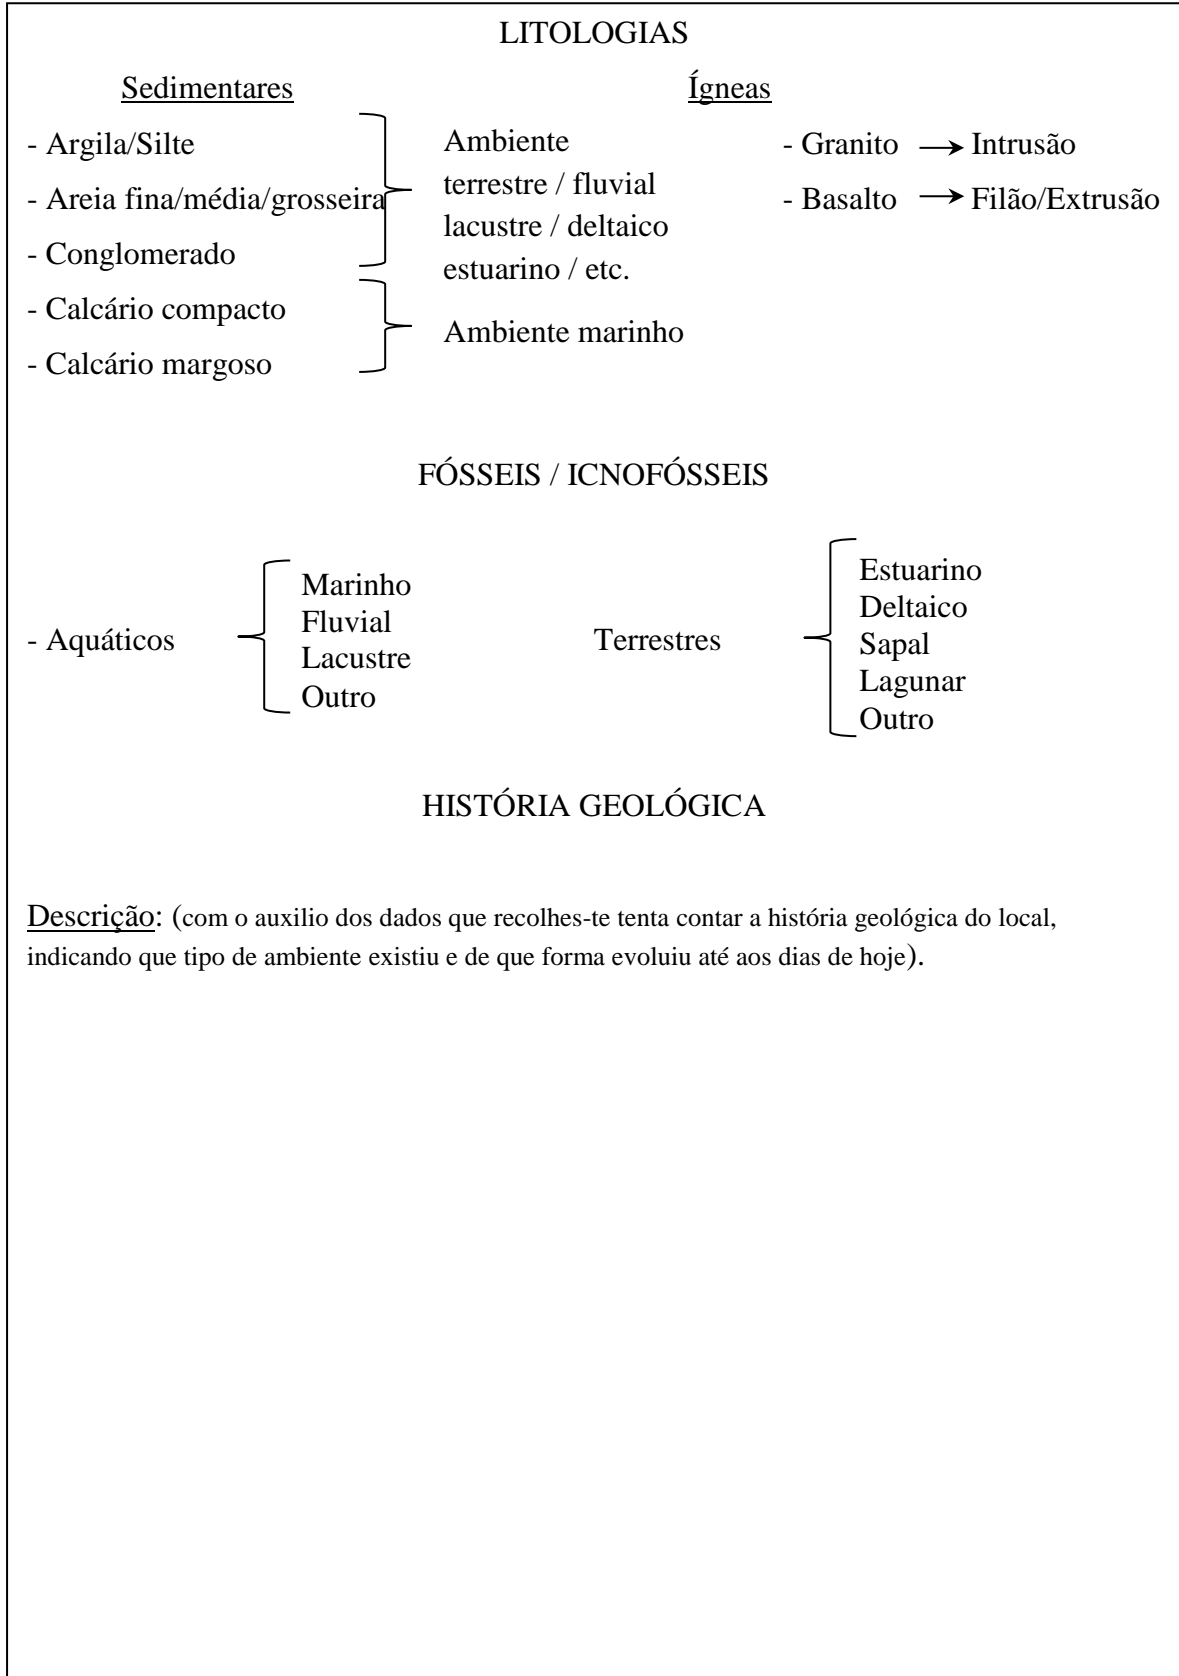 LITOLOGIAS
Sedimentares
Ígneas
- Argila/Silte
- Areia fina/média/grosseira
- Conglomerado
- Calcário compacto
- Calcário margoso
Ambiente
terrestre / fluvial
lacustre / deltaico
estuarino / etc.
Ambiente marinho
- Granito → Intrusão
- Basalto → Filão/Extrusão
FÓSSEIS / ICNOFÓSSEIS
- Aquáticos
Marinho
Fluvial
Lacustre
Outro
Terrestres
Estuarino
Deltaico
Sapal
Lagunar
Outro
HISTÓRIA GEOLÓGICA
Descrição: (com o auxilio dos dados que recolhes-te tenta contar a história geológica do local,
indicando que tipo de ambiente existiu e de que forma evoluiu até aos dias de hoje).